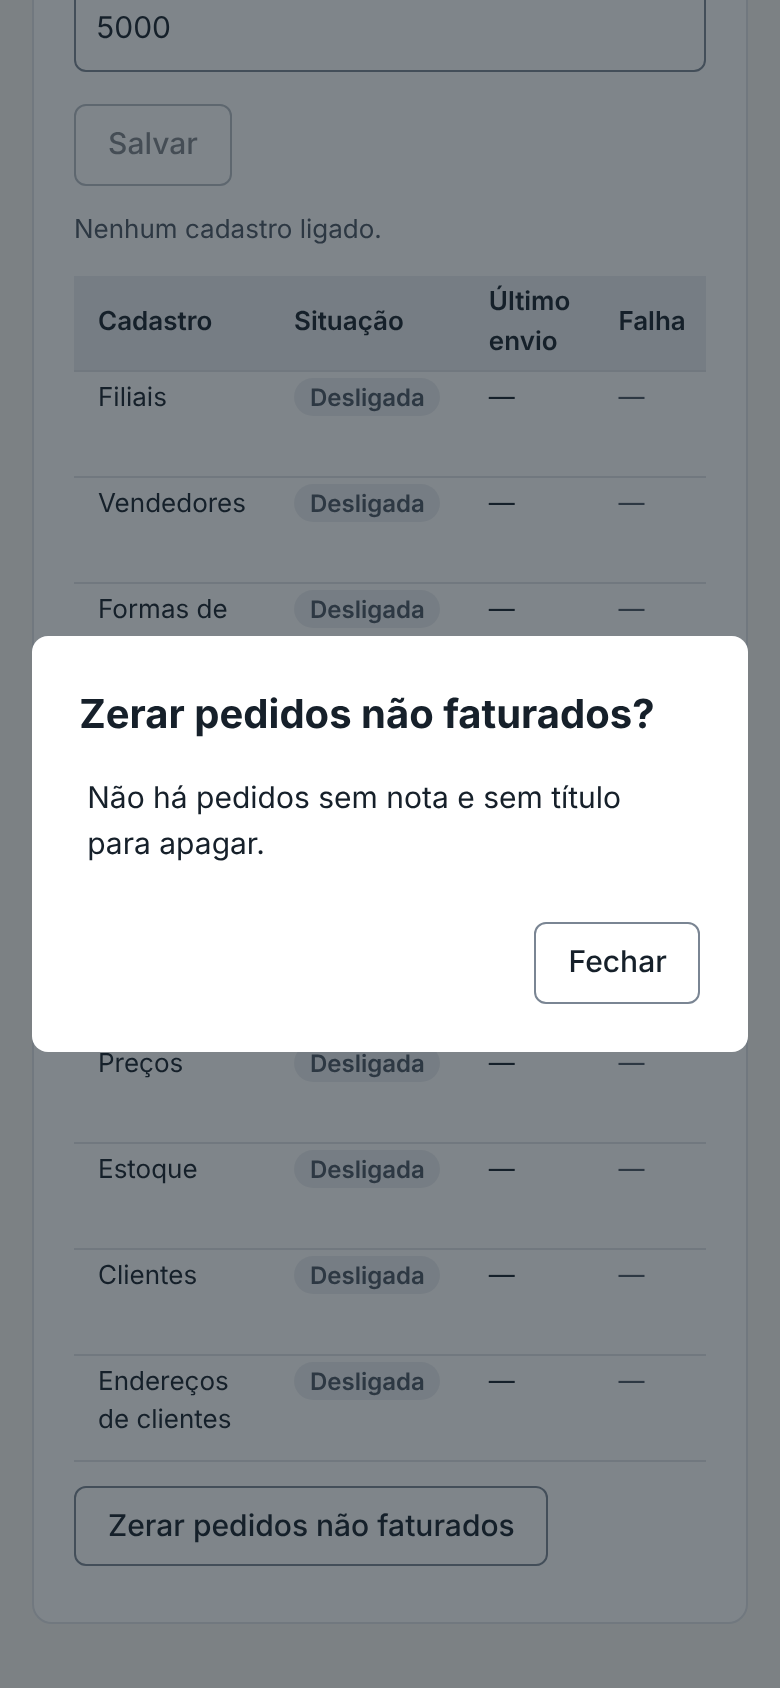 5000
Salvar
Nenhum cadastro ligado.
Cadastro Situação Último envio Falha
Filiais Desligada — —
Vendedores Desligada — —
Formas de Desligada — —
Zerar pedidos não faturados?
Não há pedidos sem nota e sem título
para apagar.
Fechar
Preços Desligada — —
Estoque Desligada — —
Clientes Desligada — —
Endereços Desligada — —
de clientes
Zerar pedidos não faturados